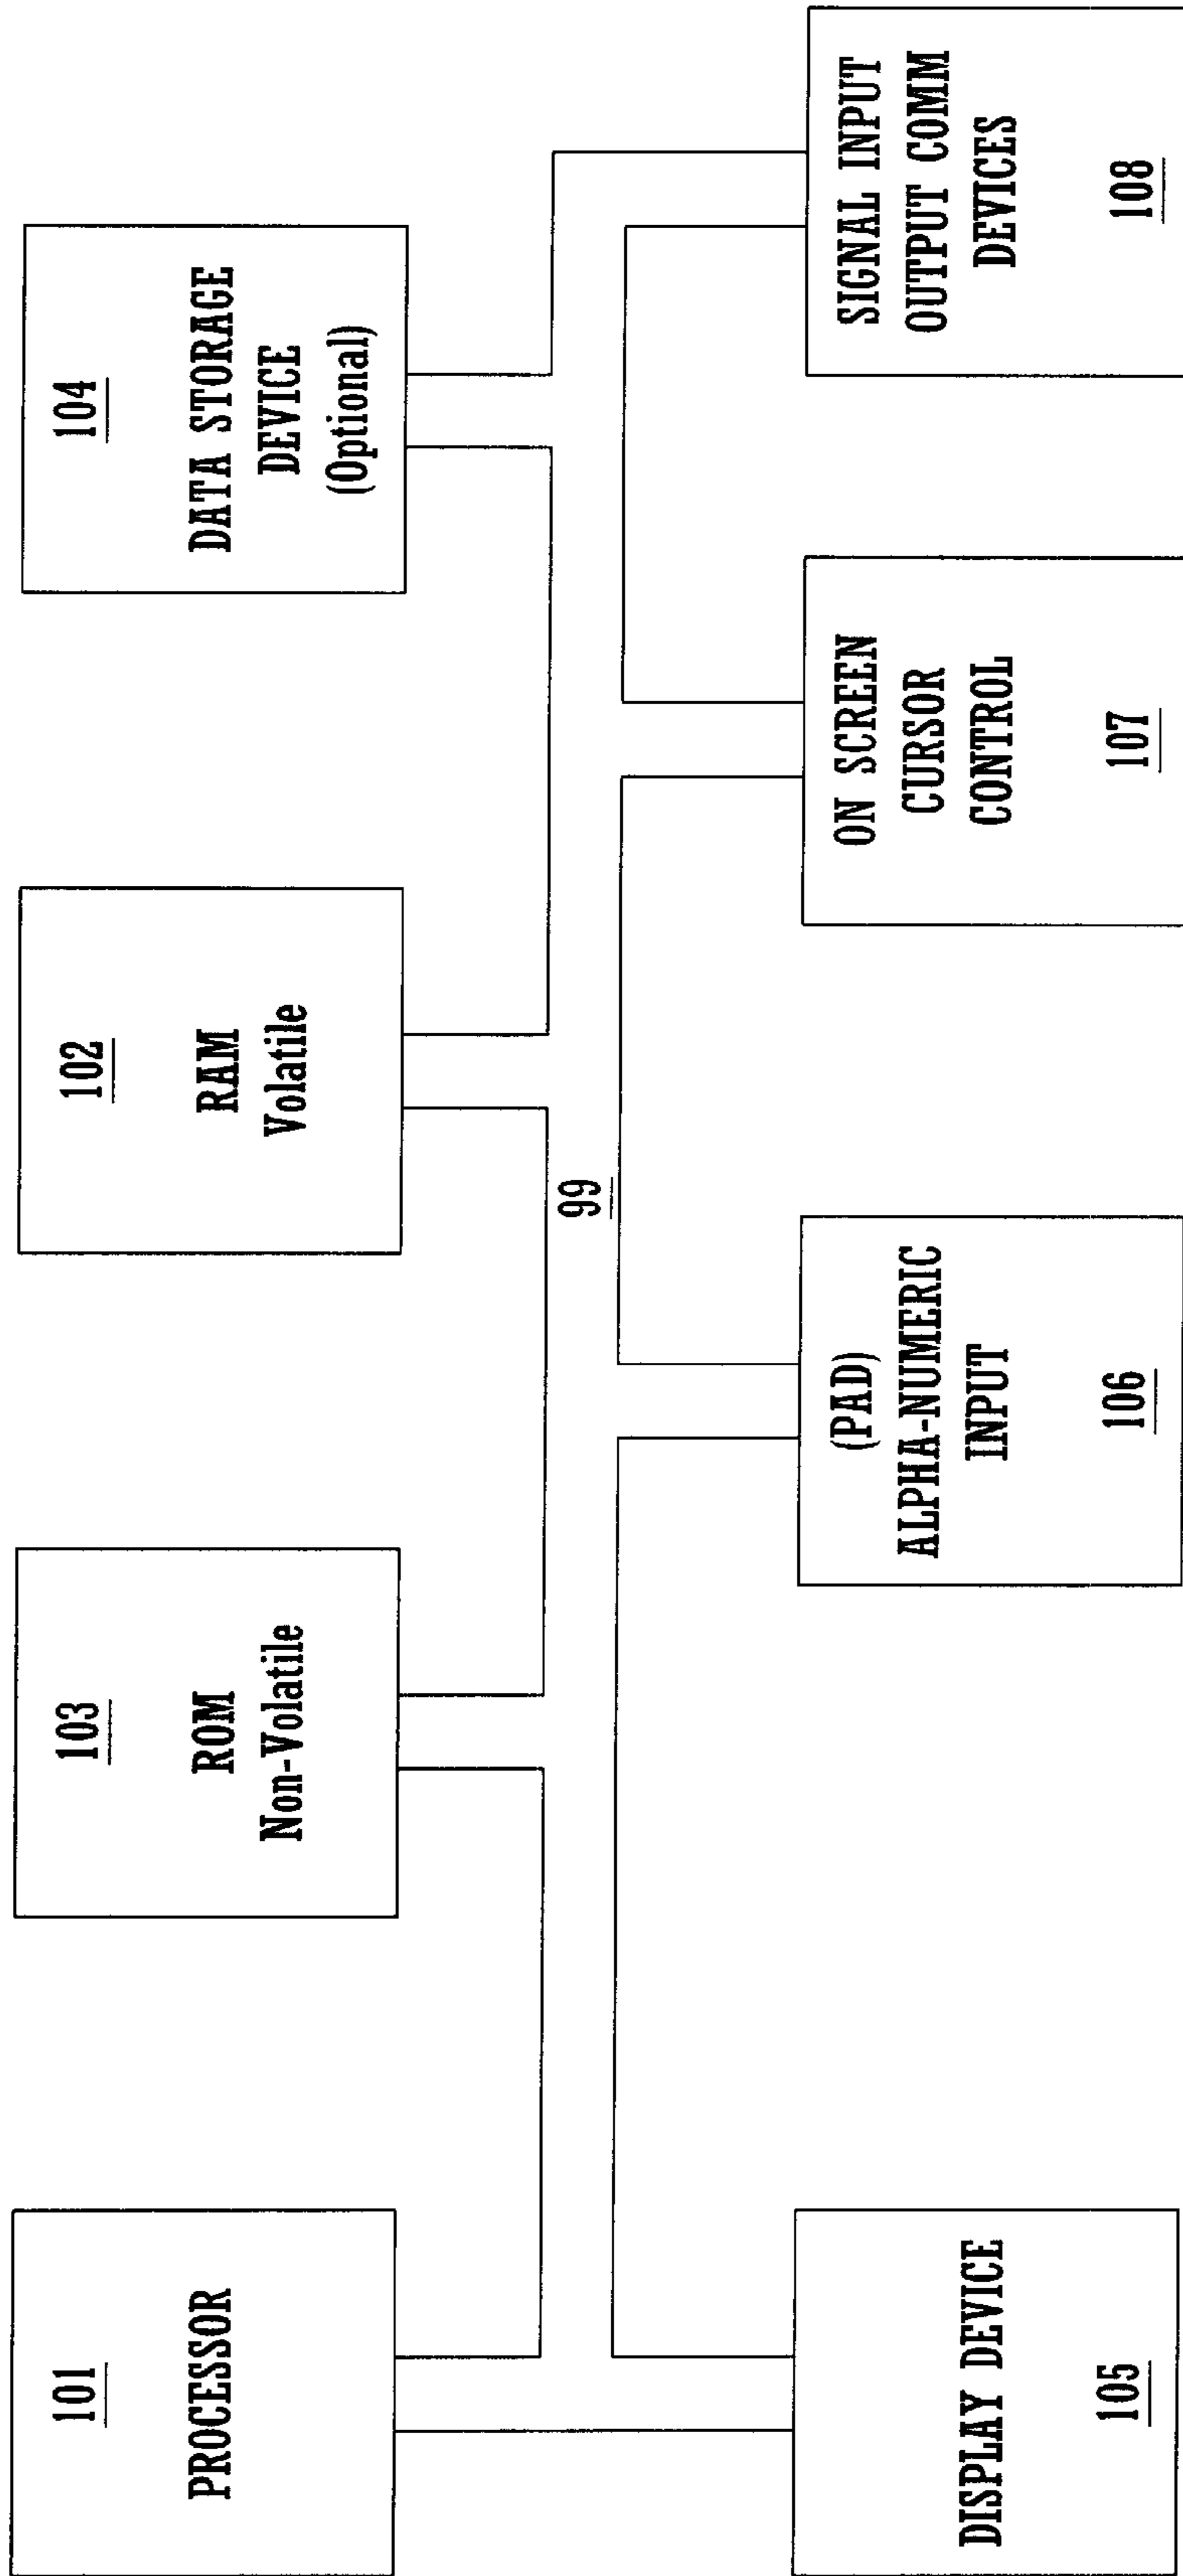 101
PROCESSOR
103
ROM
Non-Volatile
102
RAM
Volatile
104
DATA STORAGE
DEVICE
(Optional)
99
DISPLAY DEVICE
105
(PAD)
ALPHA-NUMERIC
INPUT
106
ON SCREEN
CURSOR
CONTROL
107
SIGNAL INPUT
OUTPUT COMM
DEVICES
108